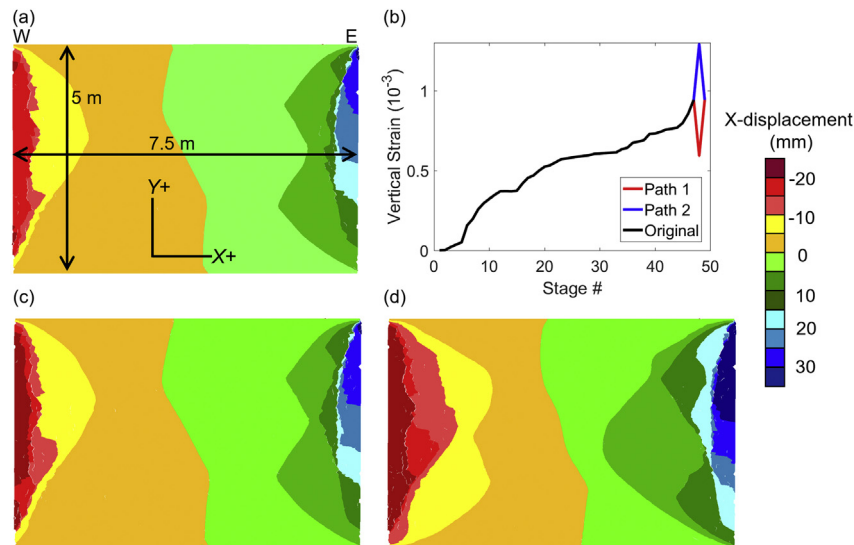 (a)
W
E
5 m
7.5 m
Y+
X+
(b)
Vertical Strain (10⁻³)
1
0.5
0
Path 1
Path 2
Original
0 10 20 30 40 50
Stage #
X-displacement
(mm)
-20
-10
0
10
20
30
(c)
(d)